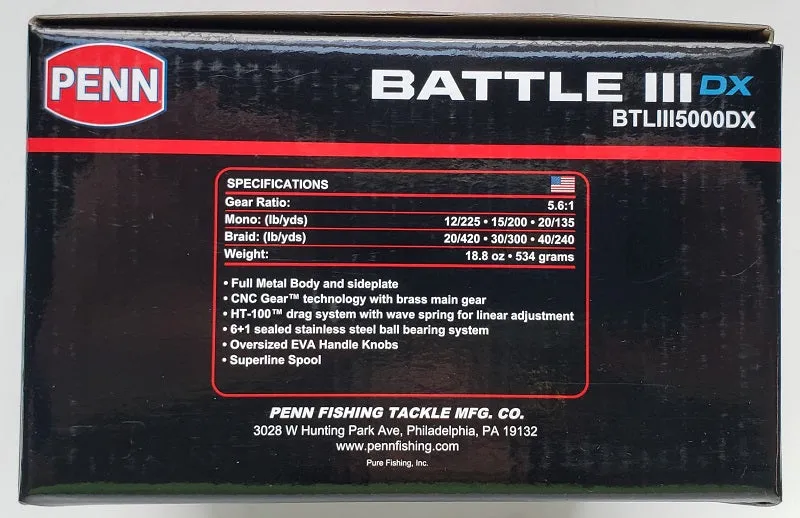 PENN
BATTLE III DX
BTLIII5000DX
SPECIFICATIONS
Gear Ratio: 5.6:1
Mono: (lb/yds) 12/225 • 15/200 • 20/135
Braid: (lb/yds) 20/420 • 30/300 • 40/240
Weight: 18.8 oz • 534 grams
• Full Metal Body and sideplate
• CNC Gear™ technology with brass main gear
• HT-100™ drag system with wave spring for linear adjustment
• 6+1 sealed stainless steel ball bearing system
• Oversized EVA Handle Knobs
• Superline Spool
PENN FISHING TACKLE MFG. CO.
3028 W Hunting Park Ave, Philadelphia, PA 19132
www.pennfishing.com
Pure Fishing, Inc.